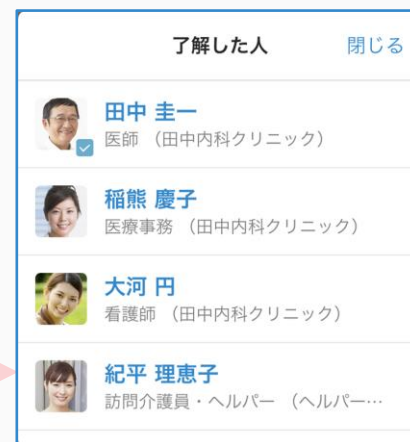 了解した人 閉じる
田中 圭一
医師 （田中内科クリニック）
稲熊 慶子
医療事務 （田中内科クリニック）
大河 円
看護師 （田中内科クリニック）
紀平 理恵子
訪問介護員・ヘルパー （ヘルパー…